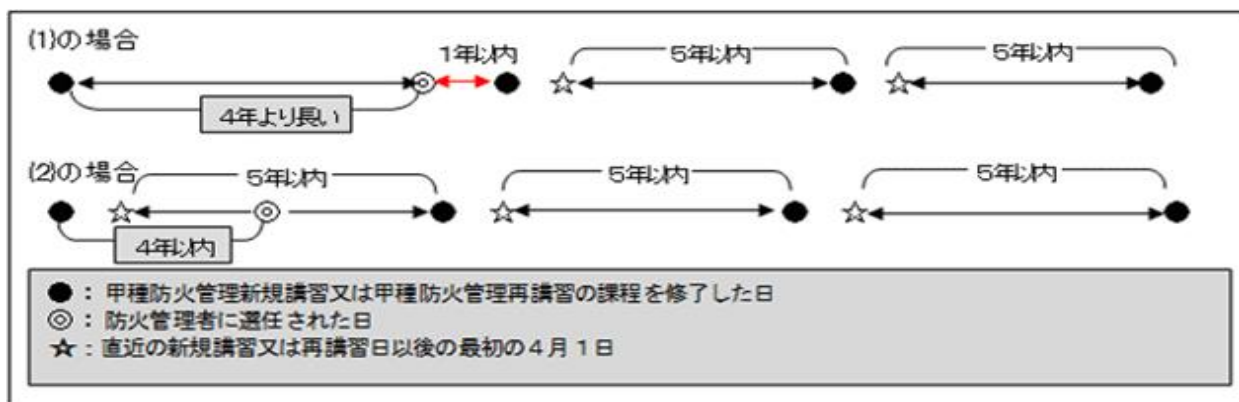 (1)の場合
1年以内
5年以内
5年以内
4年より長い
(2)の場合
5年以内
5年以内
5年以内
4年以内
● : 甲種防火管理新規講習又は甲種防火管理再講習の課程を修了した日
◎ : 防火管理者に選任された日
☆ : 直近の新規講習又は再講習日以後の最初の4月1日